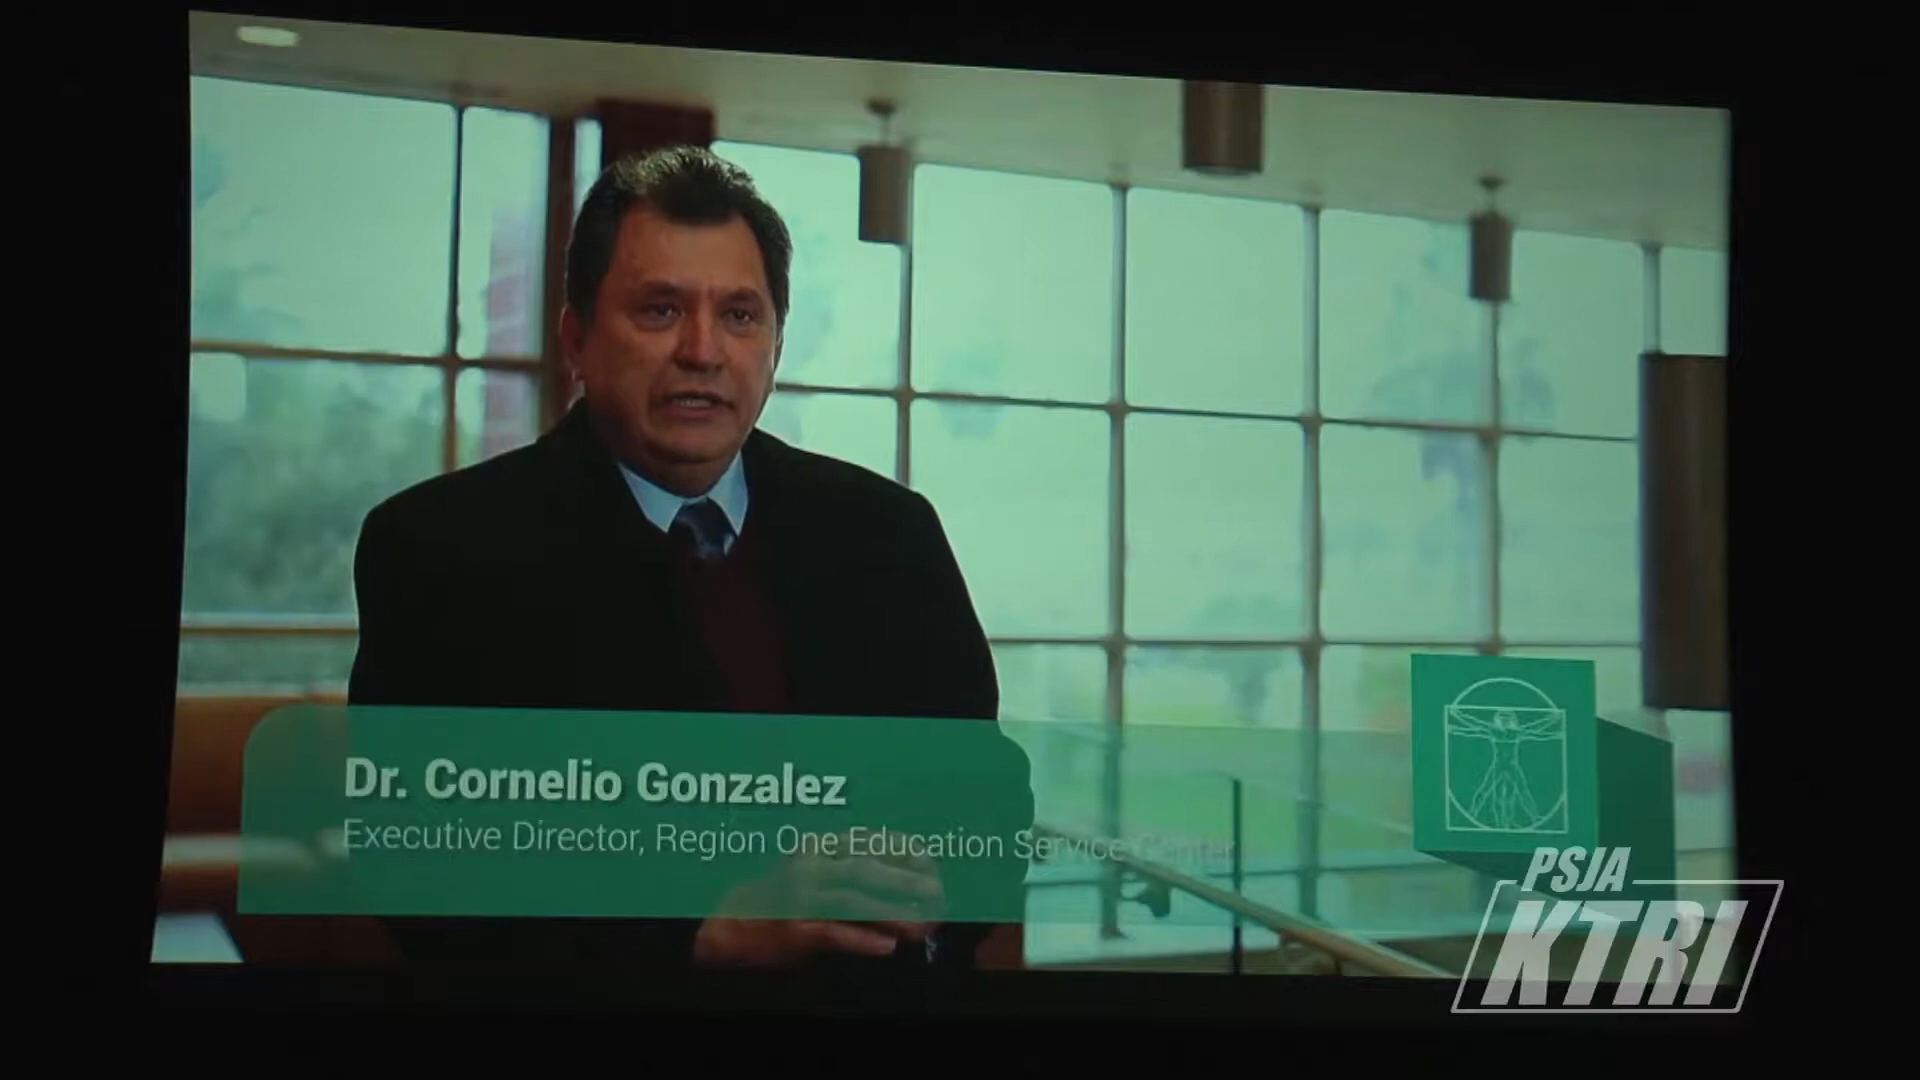 Dr. Cornelio Gonzalez
Executive Director, Region One Education Service Center
PSJA
KTRI